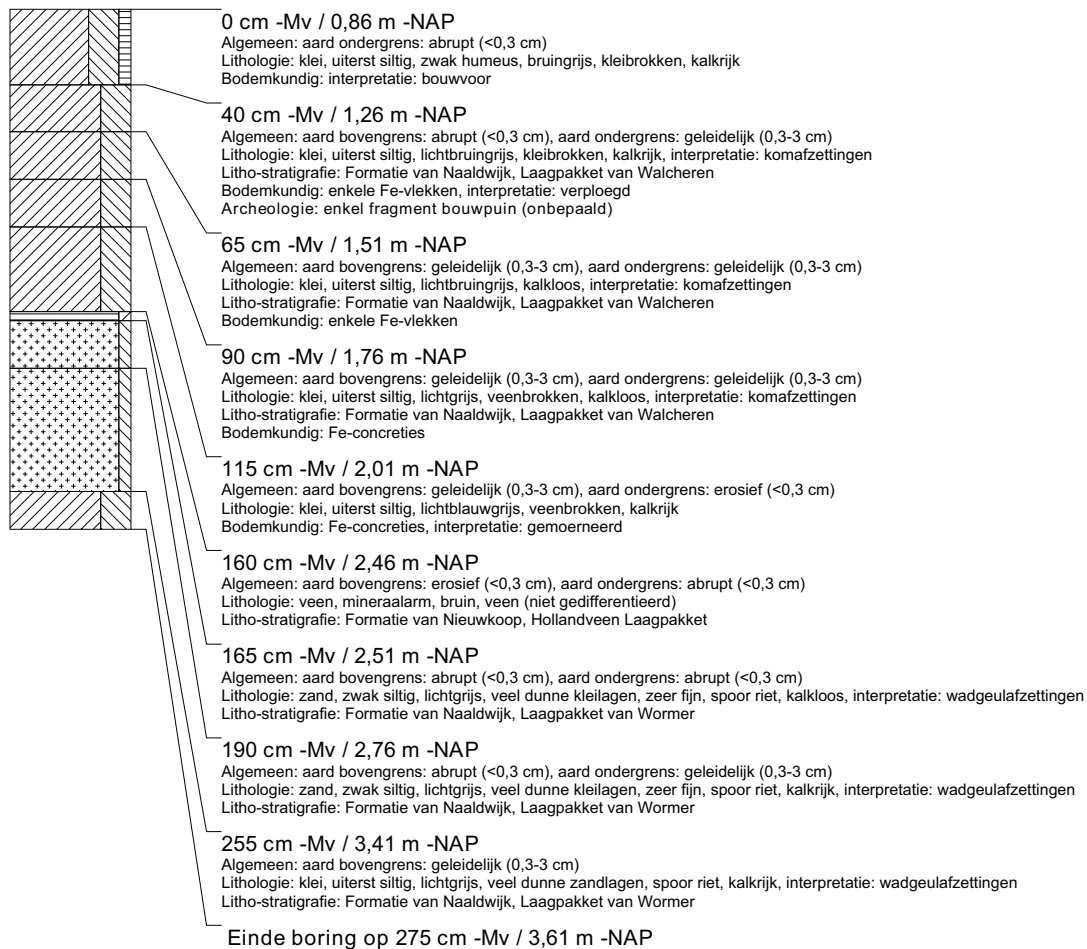 0 cm -Mv / 0,86 m -NAP
Algemeen: aard ondergrens: abrupt (<0,3 cm)
Lithologie: klei, uiterst siltig, zwak humeus, bruingrijs, kleibrokken, kalkrijk
Bodemkundig: interpretatie: bouwvoor
40 cm -Mv / 1,26 m -NAP
Algemeen: aard bovengrens: abrupt (<0,3 cm), aard ondergrens: geleidelijk (0,3-3 cm)
Lithologie: klei, uiterst siltig, lichtbruingrijs, kleibrokken, kalkrijk, interpretatie: komafzettingen
Litho-stratigrafie: Formatie van Naaldwijk, Laagpakket van Walcheren
Bodemkundig: enkele Fe-vlekken, interpretatie: verploegd
Archeologie: enkel fragment bouwpuin (onbepaald)
65 cm -Mv / 1,51 m -NAP
Algemeen: aard bovengrens: geleidelijk (0,3-3 cm), aard ondergrens: geleidelijk (0,3-3 cm)
Lithologie: klei, uiterst siltig, lichtbruingrijs, kalkloos, interpretatie: komafzettingen
Litho-stratigrafie: Formatie van Naaldwijk, Laagpakket van Walcheren
Bodemkundig: enkele Fe-vlekken
90 cm -Mv / 1,76 m -NAP
Algemeen: aard bovengrens: geleidelijk (0,3-3 cm), aard ondergrens: geleidelijk (0,3-3 cm)
Lithologie: klei, uiterst siltig, lichtgrijs, veenbrokken, kalkloos, interpretatie: komafzettingen
Litho-stratigrafie: Formatie van Naaldwijk, Laagpakket van Walcheren
Bodemkundig: Fe-concreties
115 cm -Mv / 2,01 m -NAP
Algemeen: aard bovengrens: geleidelijk (0,3-3 cm), aard ondergrens: erosief (<0,3 cm)
Lithologie: klei, uiterst siltig, lichtblauwgrijs, veenbrokken, kalkrijk
Bodemkundig: Fe-concreties, interpretatie: gemoerneerd
160 cm -Mv / 2,46 m -NAP
Algemeen: aard bovengrens: erosief (<0,3 cm), aard ondergrens: abrupt (<0,3 cm)
Lithologie: veen, mineraalarm, bruin, veen (niet gedifferentieerd)
Litho-stratigrafie: Formatie van Nieuwkoop, Hollandveen Laagpakket
165 cm -Mv / 2,51 m -NAP
Algemeen: aard bovengrens: abrupt (<0,3 cm), aard ondergrens: abrupt (<0,3 cm)
Lithologie: zand, zwak siltig, lichtgrijs, veel dunne kleilagen, zeer fijn, spoor riet, kalkloos, interpretatie: wadgeulafzettingen
Litho-stratigrafie: Formatie van Naaldwijk, Laagpakket van Wormer
190 cm -Mv / 2,76 m -NAP
Algemeen: aard bovengrens: abrupt (<0,3 cm), aard ondergrens: geleidelijk (0,3-3 cm)
Lithologie: zand, zwak siltig, lichtgrijs, veel dunne kleilagen, zeer fijn, spoor riet, kalkrijk, interpretatie: wadgeulafzettingen
Litho-stratigrafie: Formatie van Naaldwijk, Laagpakket van Wormer
255 cm -Mv / 3,41 m -NAP
Algemeen: aard bovengrens: geleidelijk (0,3-3 cm)
Lithologie: klei, uiterst siltig, lichtgrijs, veel dunne zandlagen, spoor riet, kalkrijk, interpretatie: wadgeulafzettingen
Litho-stratigrafie: Formatie van Naaldwijk, Laagpakket van Wormer
Einde boring op 275 cm -Mv / 3,61 m -NAP